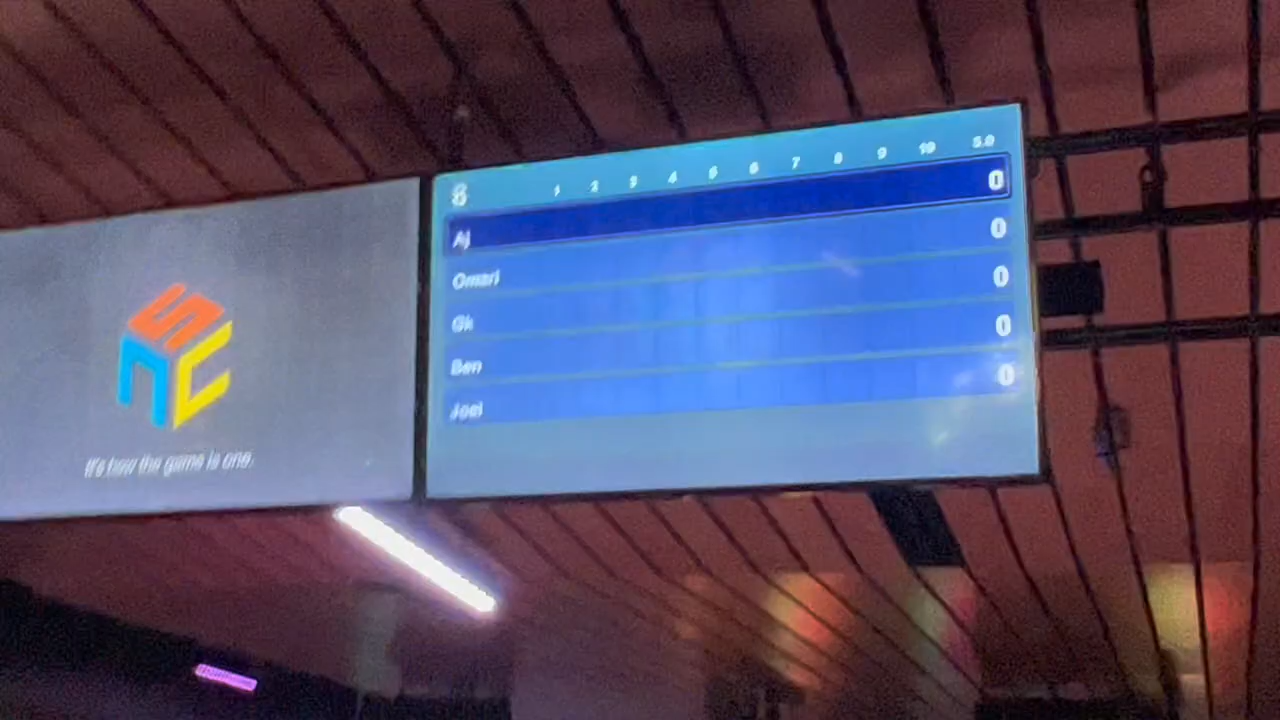 SNC
It's how the game is one.
8 1 2 3 4 5 6 7 8 9 10
0
Aj
0
Omari
0
Gk
0
Ben
0
Joel